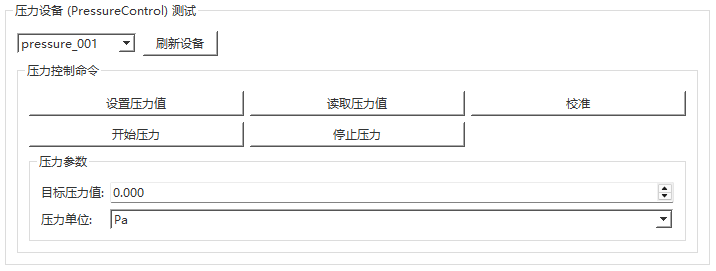 压力设备 (PressureControl) 测试
pressure_001 刷新设备
压力控制命令
设置压力值 读取压力值 校准
开始压力 停止压力
压力参数
目标压力值: 0.000
压力单位: Pa